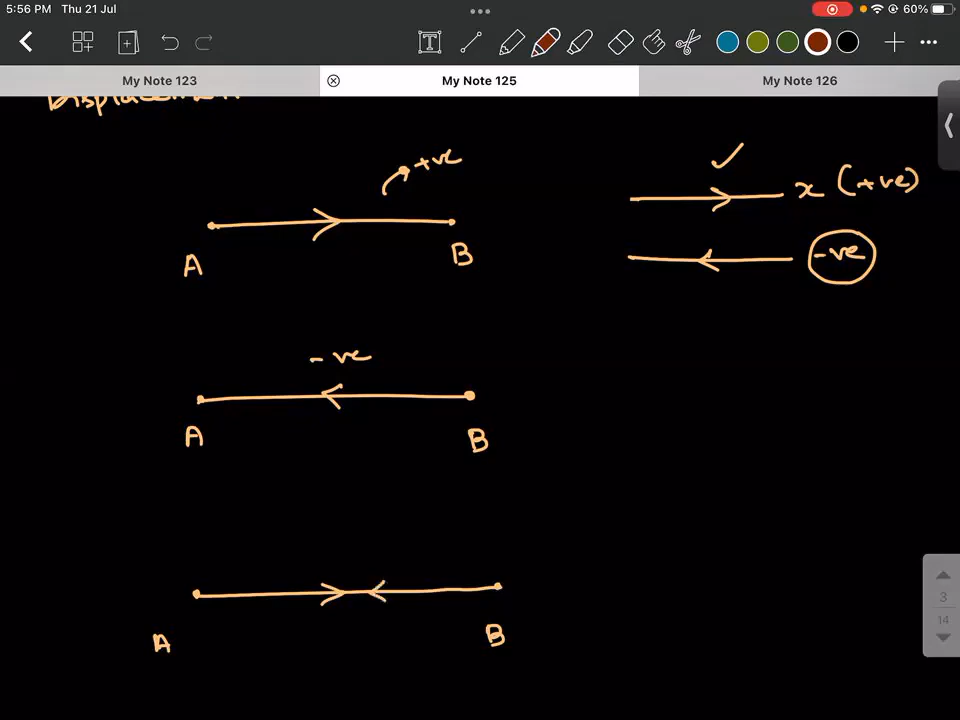 5:56 PM Thu 21 Jul
60%
My Note 123
My Note 125
My Note 126
Displacement
+ve
x (+ve)
A
B
-ve
- ve
A
B
3
14
A
B